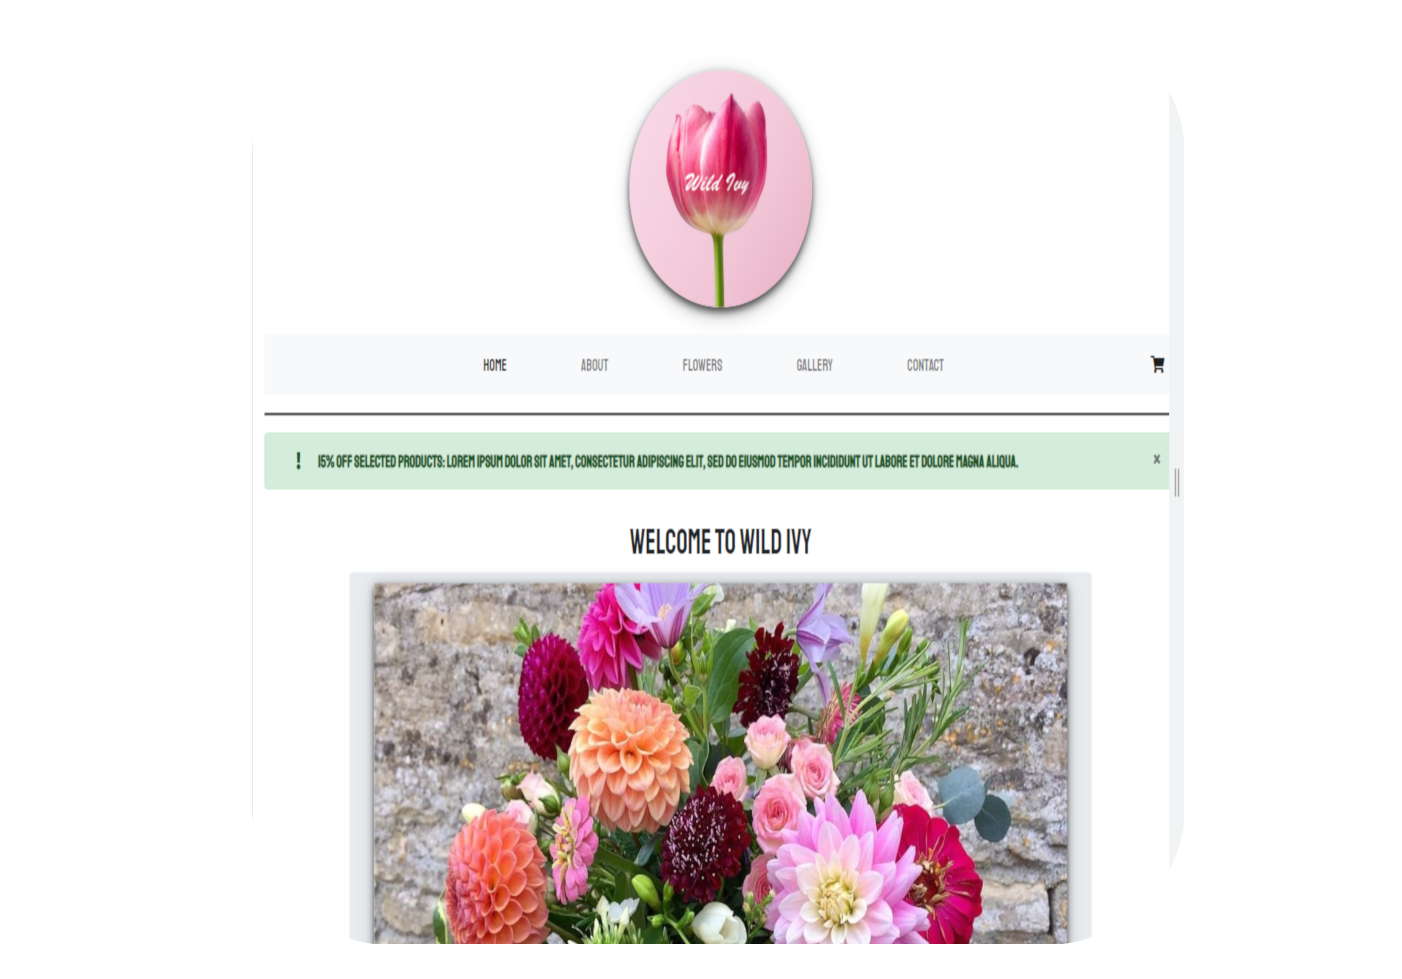 Wild Ivy
HOME ABOUT FLOWERS GALLERY CONTACT
! 15% OFF SELECTED PRODUCTS: LOREM IPSUM DOLOR SIT AMET, CONSECTETUR ADIPISCING ELIT, SED DO EIUSMOD TEMPOR INCIDIDUNT UT LABORE ET DOLORE MAGNA ALIQUA. x
WELCOME TO WILD IVY